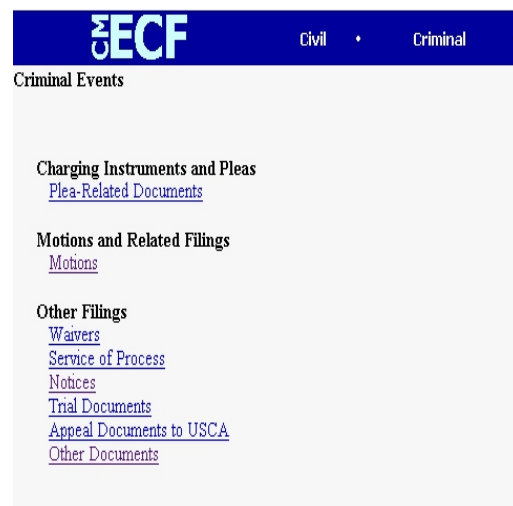 CM ECF Civil • Criminal
Criminal Events
Charging Instruments and Pleas
Plea-Related Documents
Motions and Related Filings
Motions
Other Filings
Waivers
Service of Process
Notices
Trial Documents
Appeal Documents to USCA
Other Documents